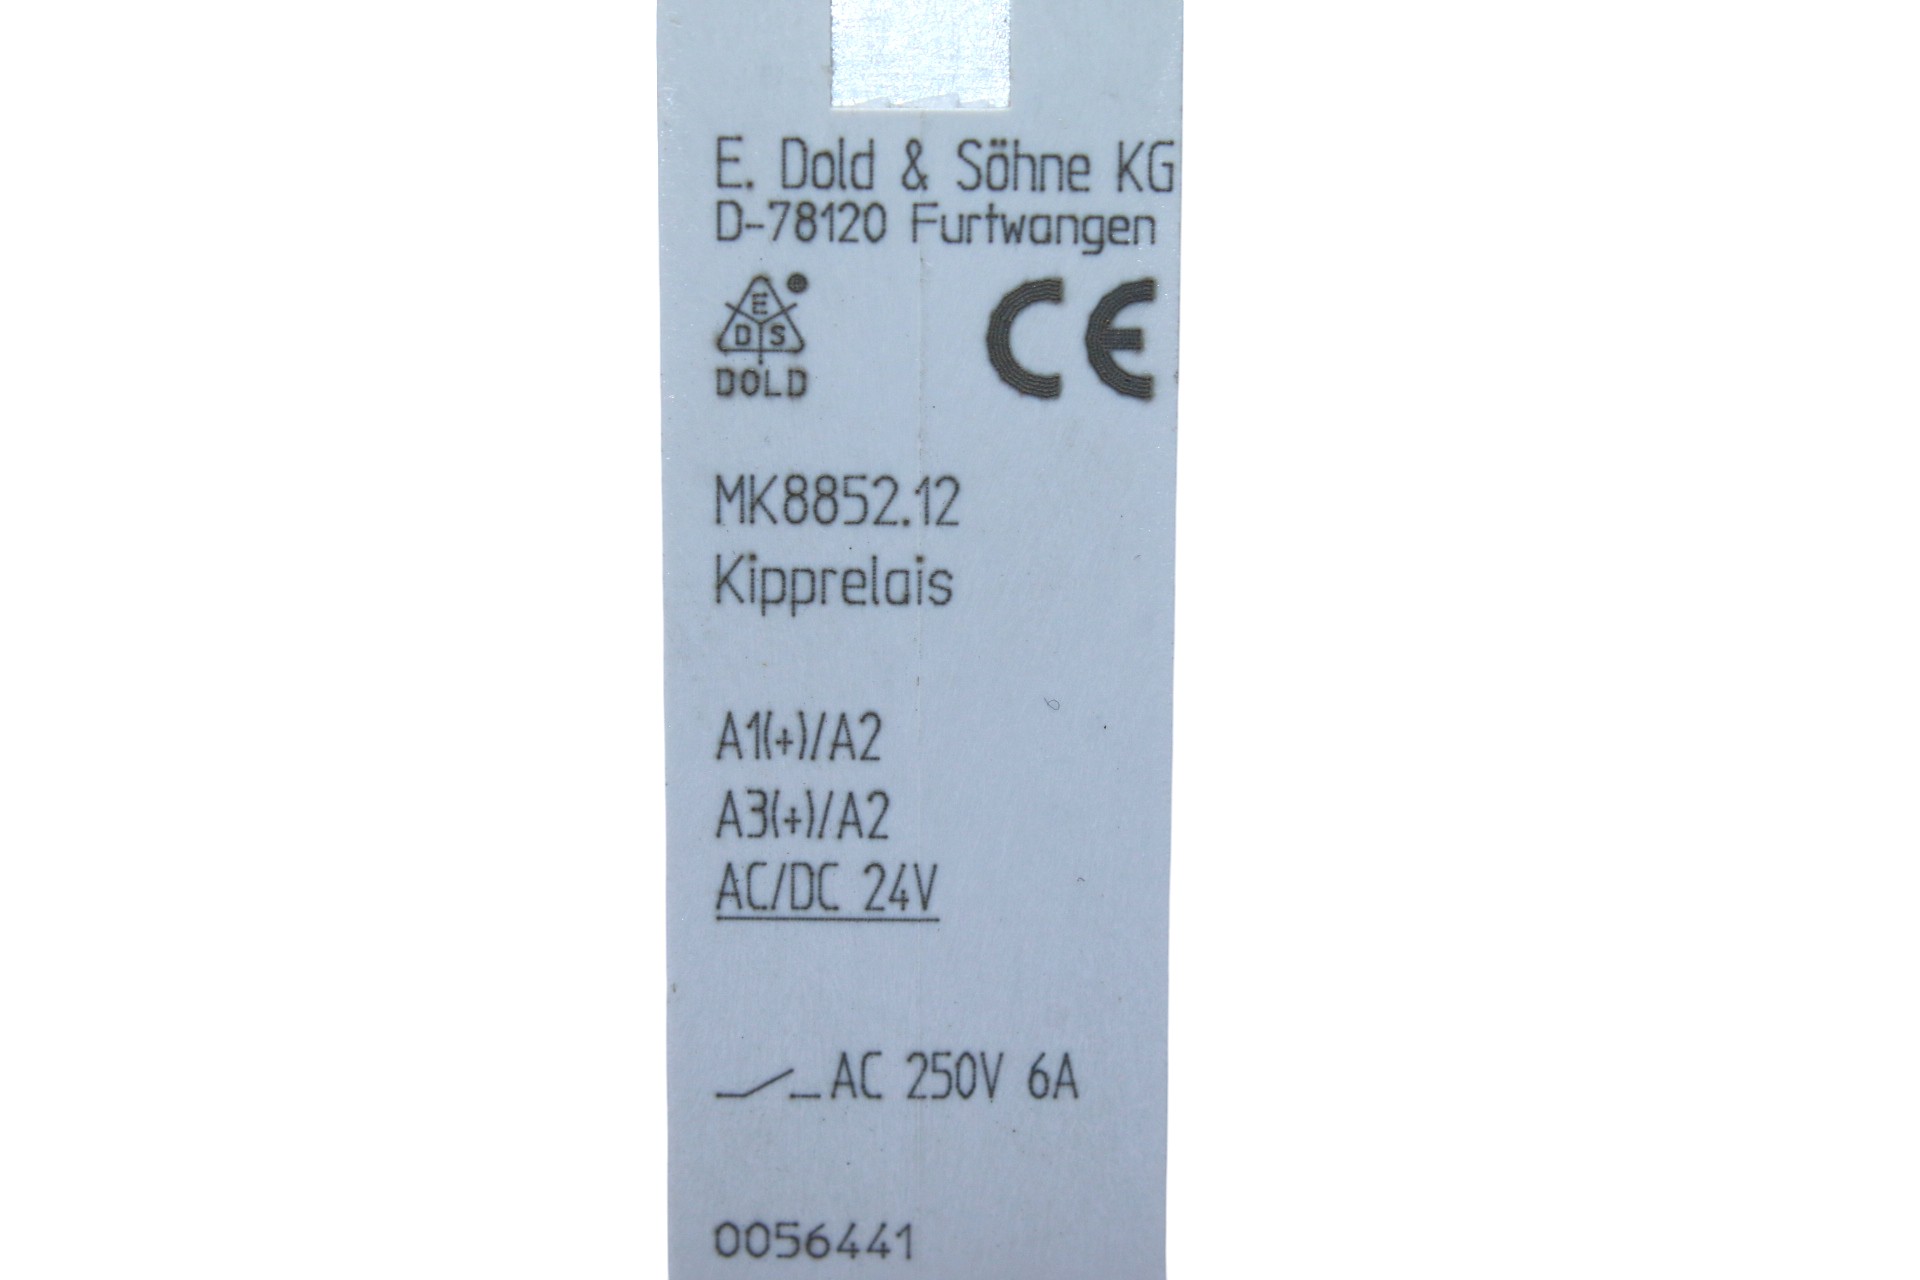 E. Dold & Söhne KG
D-78120 Furtwangen
E
D S
DOLD
CE
MK8852.12
Kipprelais
A1(+)/A2
A3(+)/A2
AC/DC 24V
AC 250V 6A
0056441